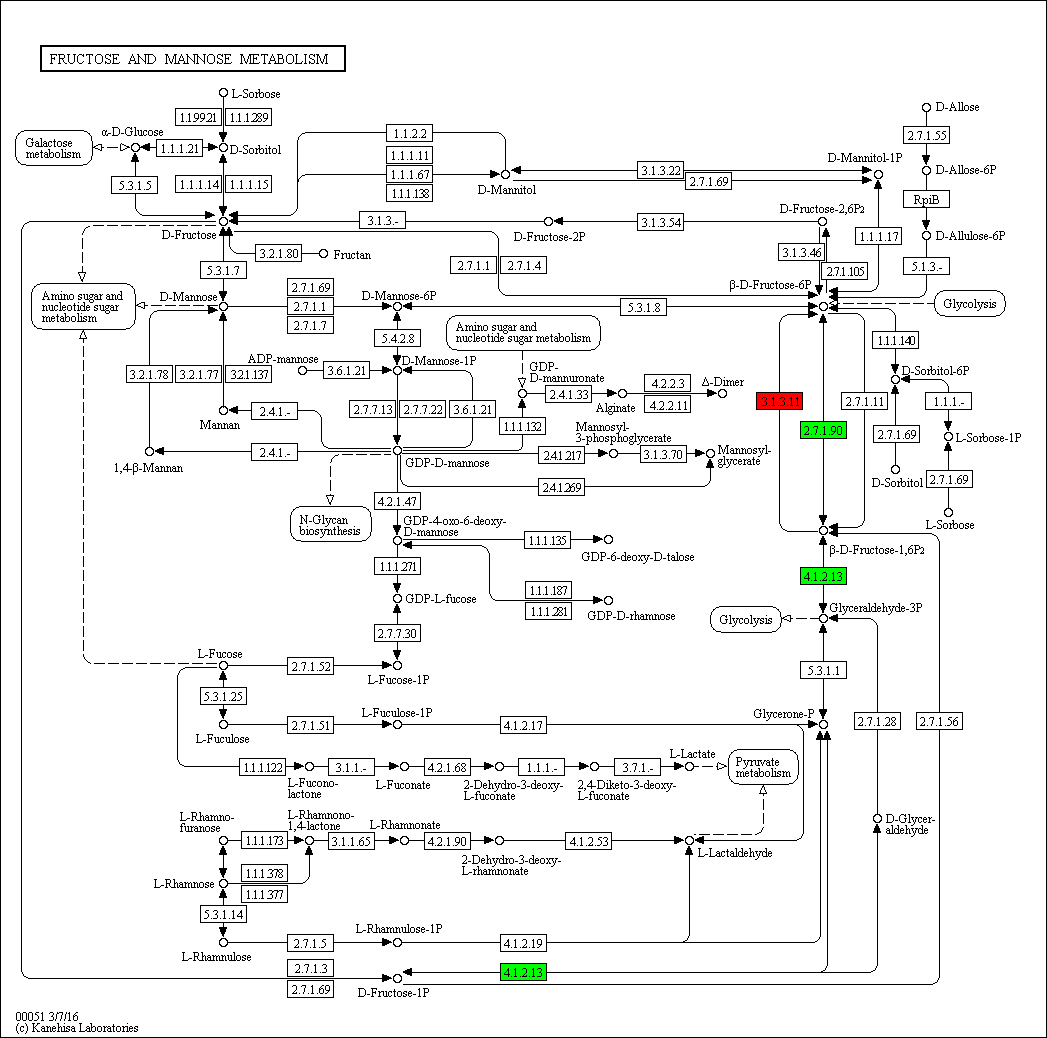 FRUCTOSE AND MANNOSE METABOLISM
L-Sorbose
1.1.99.21
1.1.1.289
α-D-Glucose
Galactose
metabolism
1.1.1.21
D-Sorbitol
5.3.1.5
1.1.1.14
1.1.1.15
1.1.2.2
1.1.1.11
1.1.1.67
1.1.1.138
D-Mannitol
3.1.3.22
2.7.1.69
D-Mannitol-1P
D-Allose
2.7.1.55
D-Allose-6P
RpiB
D-Allulose-6P
5.1.3.-
1.1.1.17
D-Fructose
3.1.3.-
D-Fructose-2P
3.1.3.54
D-Fructose-2,6P2
3.1.3.46
2.7.1.105
3.2.1.80
Fructan
5.3.1.7
2.7.1.1
2.7.1.4
β-D-Fructose-6P
Glycolysis
Amino sugar and
nucleotide sugar
metabolism
D-Mannose
2.7.1.69
2.7.1.1
2.7.1.7
D-Mannose-6P
5.3.1.8
5.4.2.8
Amino sugar and
nucleotide sugar metabolism
1.1.1.140
D-Sorbitol-6P
ADP-mannose
3.6.1.21
D-Mannose-1P
GDP-
D-mannuronate
2.4.1.33
Alginate
4.2.2.3
4.2.2.11
Δ-Dimer
3.2.1.78
3.2.1.77
3.2.1.137
2.7.7.13
2.7.7.22
3.6.1.21
1.1.1.132
3.1.3.11
2.7.1.90
2.7.1.11
2.7.1.69
1.1.1.-
L-Sorbose-1P
Mannan
2.4.1.-
1,4-β-Mannan
2.4.1.-
GDP-D-mannose
Mannosyl-
3-phosphoglycerate
2.4.1.217
3.1.3.70
Mannosyl-
glycerate
2.4.1.269
D-Sorbitol
2.7.1.69
L-Sorbose
N-Glycan
biosynthesis
4.2.1.47
GDP-4-oxo-6-deoxy-
D-mannose
1.1.1.135
GDP-6-deoxy-D-talose
β-D-Fructose-1,6P2
1.1.1.271
4.1.2.13
GDP-L-fucose
1.1.1.187
1.1.1.281
GDP-D-rhamnose
Glycolysis
Glyceraldehyde-3P
2.7.7.30
L-Fucose
2.7.1.52
L-Fucose-1P
5.3.1.1
5.3.1.25
L-Fuculose
2.7.1.51
L-Fuculose-1P
4.1.2.17
Glycerone-P
2.7.1.28
2.7.1.56
1.1.1.122
L-Fucono-
lactone
3.1.1.-
L-Fuconate
4.2.1.68
2-Dehydro-3-deoxy-
L-fuconate
1.1.1.-
2,4-Diketo-3-deoxy-
L-fuconate
3.7.1.-
L-Lactate
Pyruvate
metabolism
L-Rhamno-
furanose
1.1.1.173
L-Rhamnono-
1,4-lactone
3.1.1.65
L-Rhamnonate
4.2.1.90
2-Dehydro-3-deoxy-
L-rhamnonate
4.1.2.53
L-Lactaldehyde
D-Glycer-
aldehyde
L-Rhamnose
1.1.1.378
1.1.1.377
5.3.1.14
L-Rhamnulose
2.7.1.5
L-Rhamnulose-1P
4.1.2.19
2.7.1.3
2.7.1.69
D-Fructose-1P
4.1.2.13
00051 3/7/16
(c) Kanehisa Laboratories